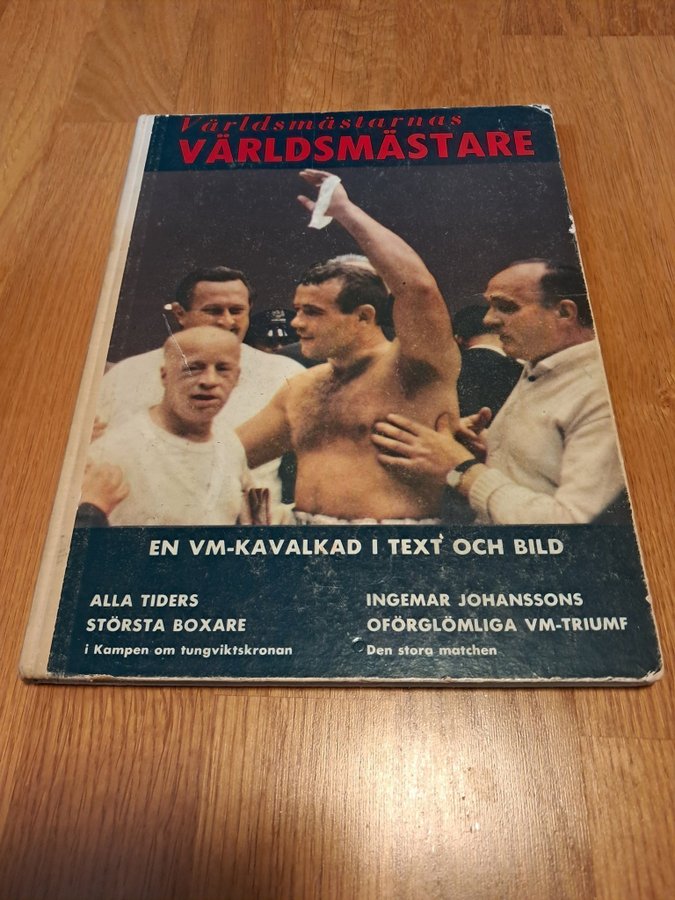 Världsmästarnas
VÄRLDSMÄSTARE
EN VM-KAVALKAD I TEXT OCH BILD
ALLA TIDERS
STÖRSTA BOXARE
i Kampen om tungviktskronan
INGEMAR JOHANSSONS
OFÖRGLÖMLIGA VM-TRIUMF
Den stora matchen